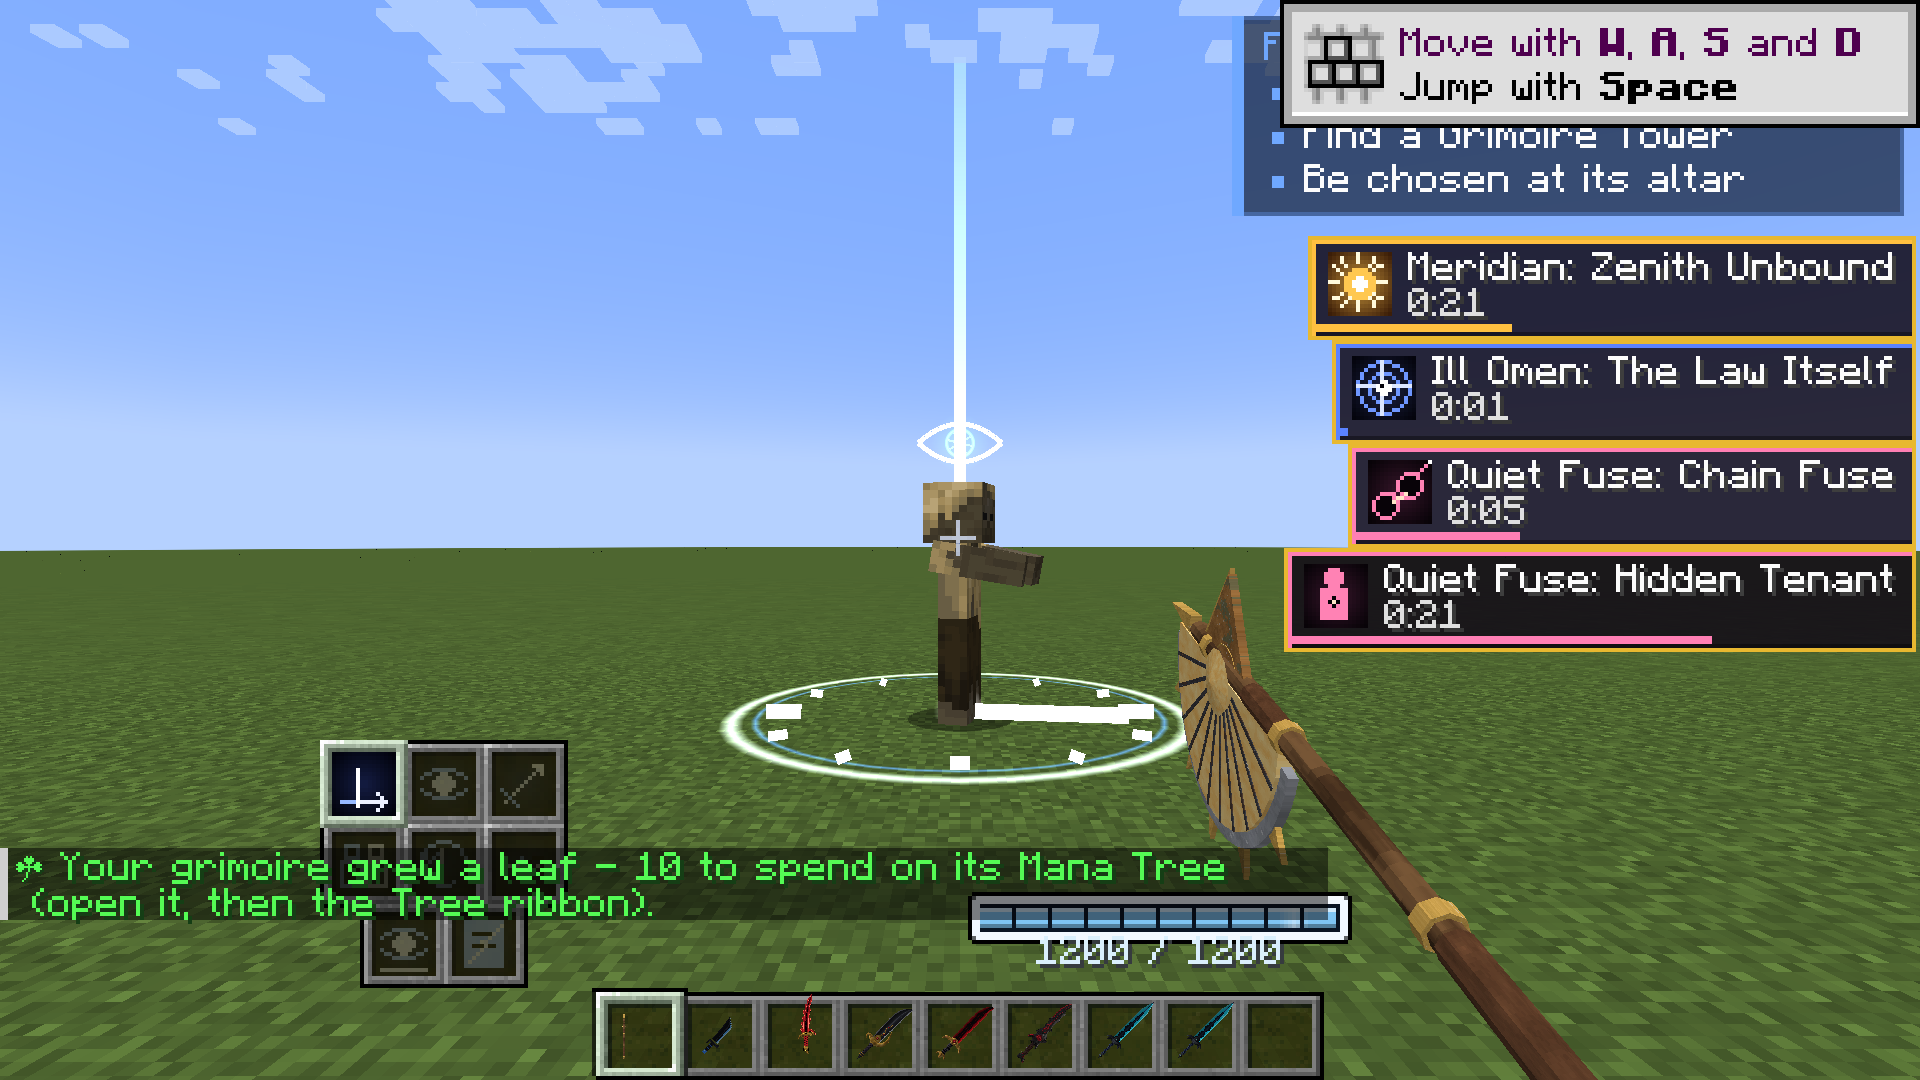 Move with W, A, S and D
Jump with Space
Find a Grimoire Tower
Be chosen at its altar
Meridian: Zenith Unbound
0:21
Ill Omen: The Law Itself
0:01
Quiet Fuse: Chain Fuse
0:05
Quiet Fuse: Hidden Tenant
0:21
Your grimoire grew a leaf – 10 to spend on its Mana Tree
(open it, then the Tree ribbon).
1200 / 1200